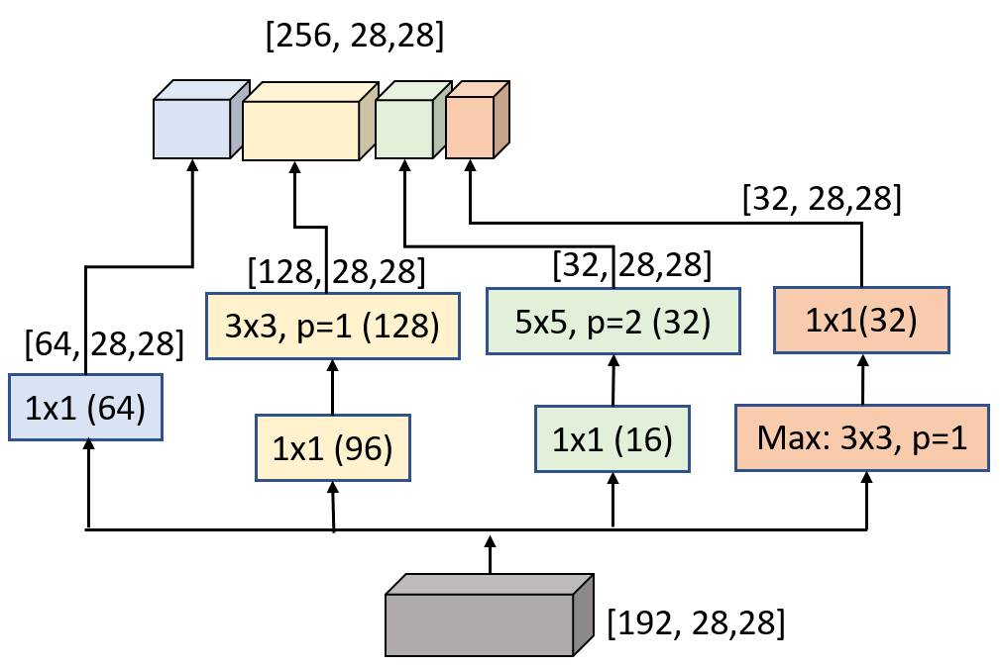 [256, 28,28]
[32, 28,28]
[128, 28,28]
[32, 28,28]
[64, 28,28]
3x3, p=1 (128)
5x5, p=2 (32)
1x1(32)
1x1 (64)
1x1 (96)
1x1 (16)
Max: 3x3, p=1
[192, 28,28]